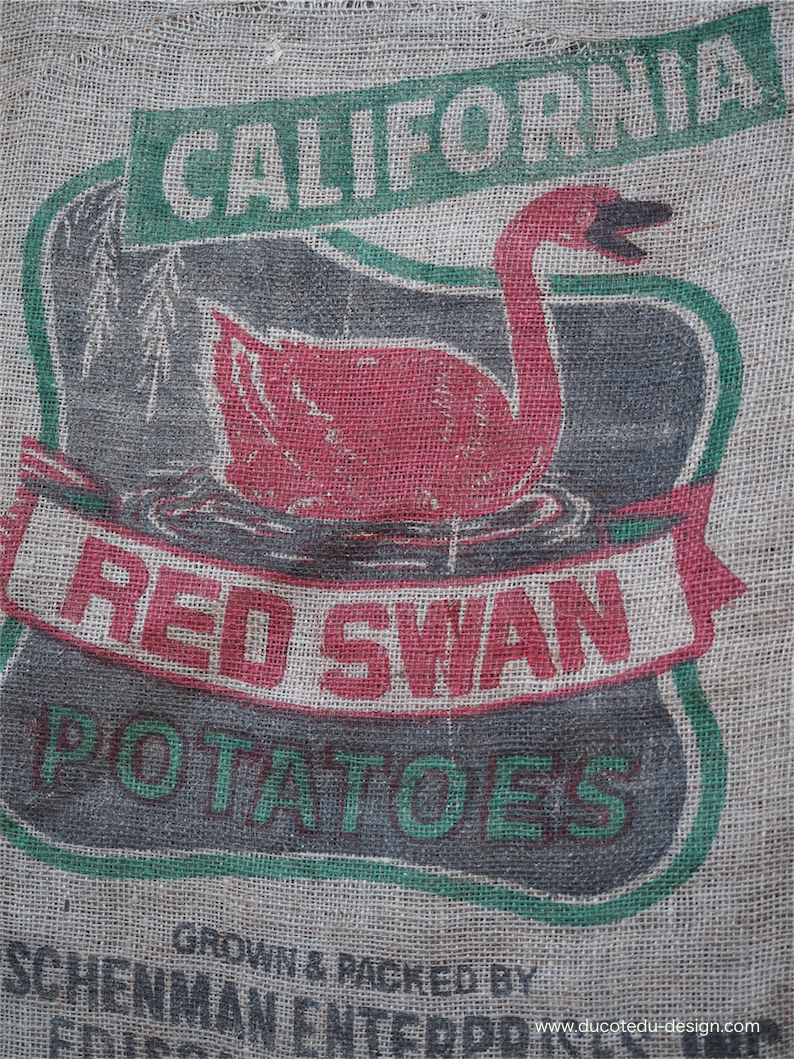 CALIFORNIA
RED SWAN
POTATOES
GROWN & PACKED BY
SCHENMAN ENTERPRISES, INC
www.ducotedu-design.com